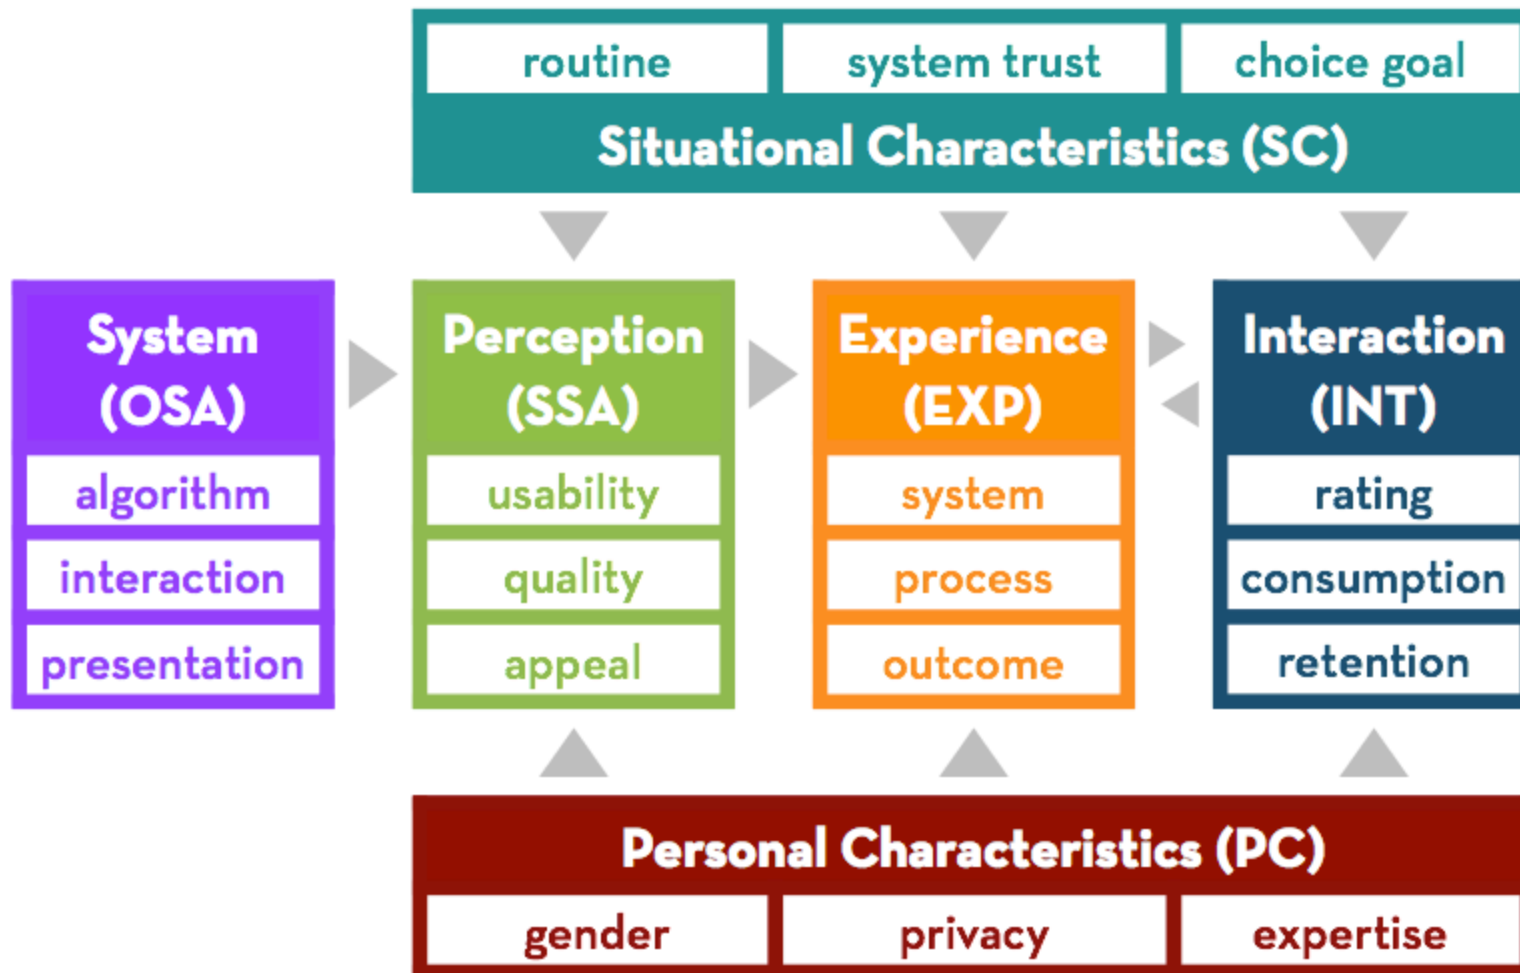 routine
system trust
choice goal
Situational Characteristics (SC)
System
(OSA)
algorithm
interaction
presentation
Perception
(SSA)
usability
quality
appeal
Experience
(EXP)
system
process
outcome
Interaction
(INT)
rating
consumption
retention
Personal Characteristics (PC)
gender
privacy
expertise